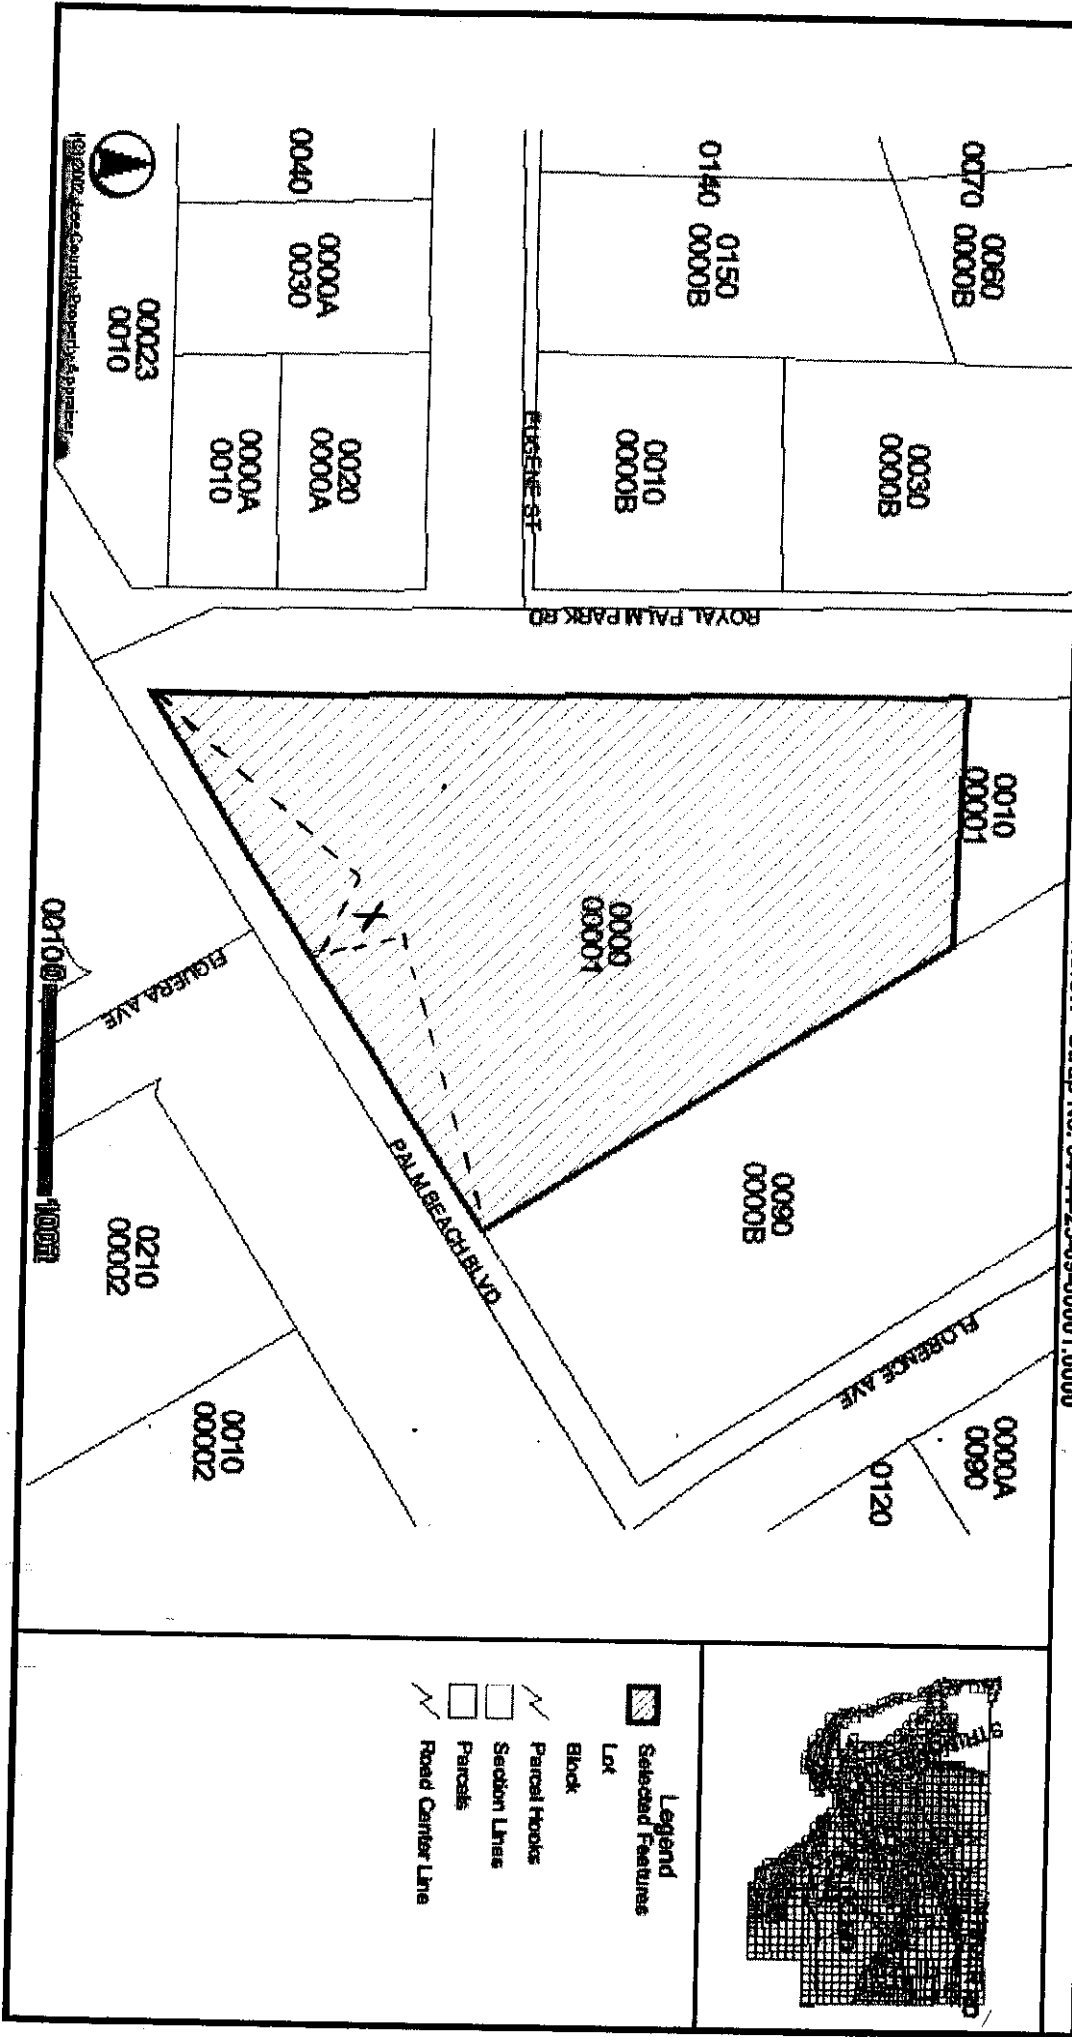 0070
0060
0000B
0140
0150
0000B
0040
0000A
0030
00023
0010
0030
0000B
0010
0000B
EUGENE ST
0020
0000A
0000A
0010
ROYAL PALM PARK RD
0010
00001
0000
00001
X
0090
0000B
PALM BEACH BLVD
FIGUERA AVE
FLORENCE AVE
0000A
0090
0120
0210
00002
0010
00002
Legend
Selected Features
Lot
Block
Parcel Hooks
Section Lines
Parcels
Road Center Line